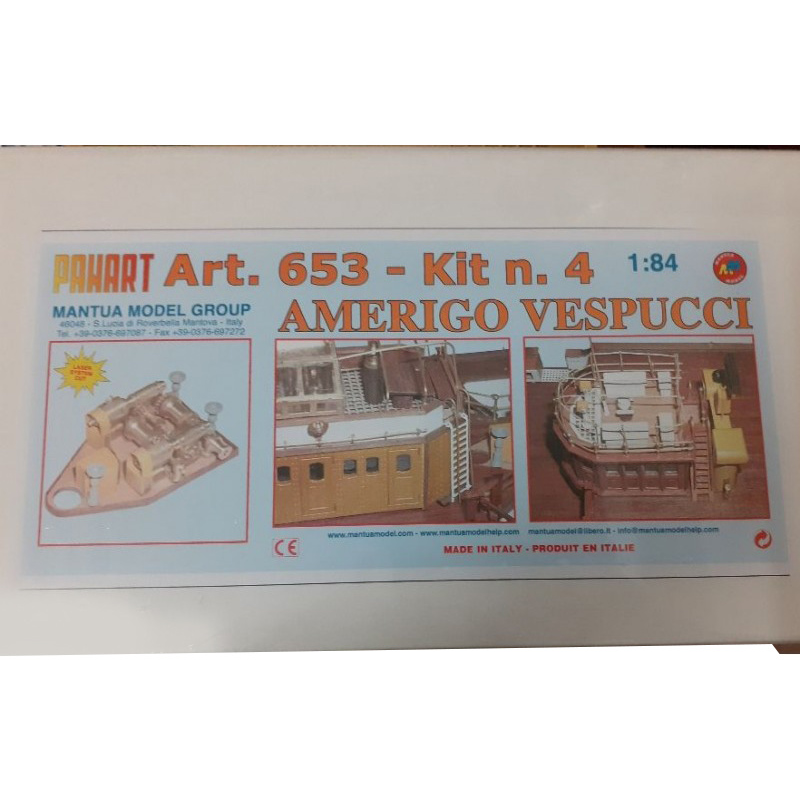 PANART Art. 653 - Kit n. 4 1:84
MANTUA MODEL GROUP
46048 - S.Lucia di Roverbella Mantova - Italy
Tel. +39-0376-697087 - Fax +39-0376-697272
AMERIGO VESPUCCI
LASER
SYSTEM
CUT
www.mantuamodel.com - www.mantuamodelhelp.com
mantuamodel@libero.it - info@mantuamodelhelp.com
CE
MADE IN ITALY - PRODUIT EN ITALIE